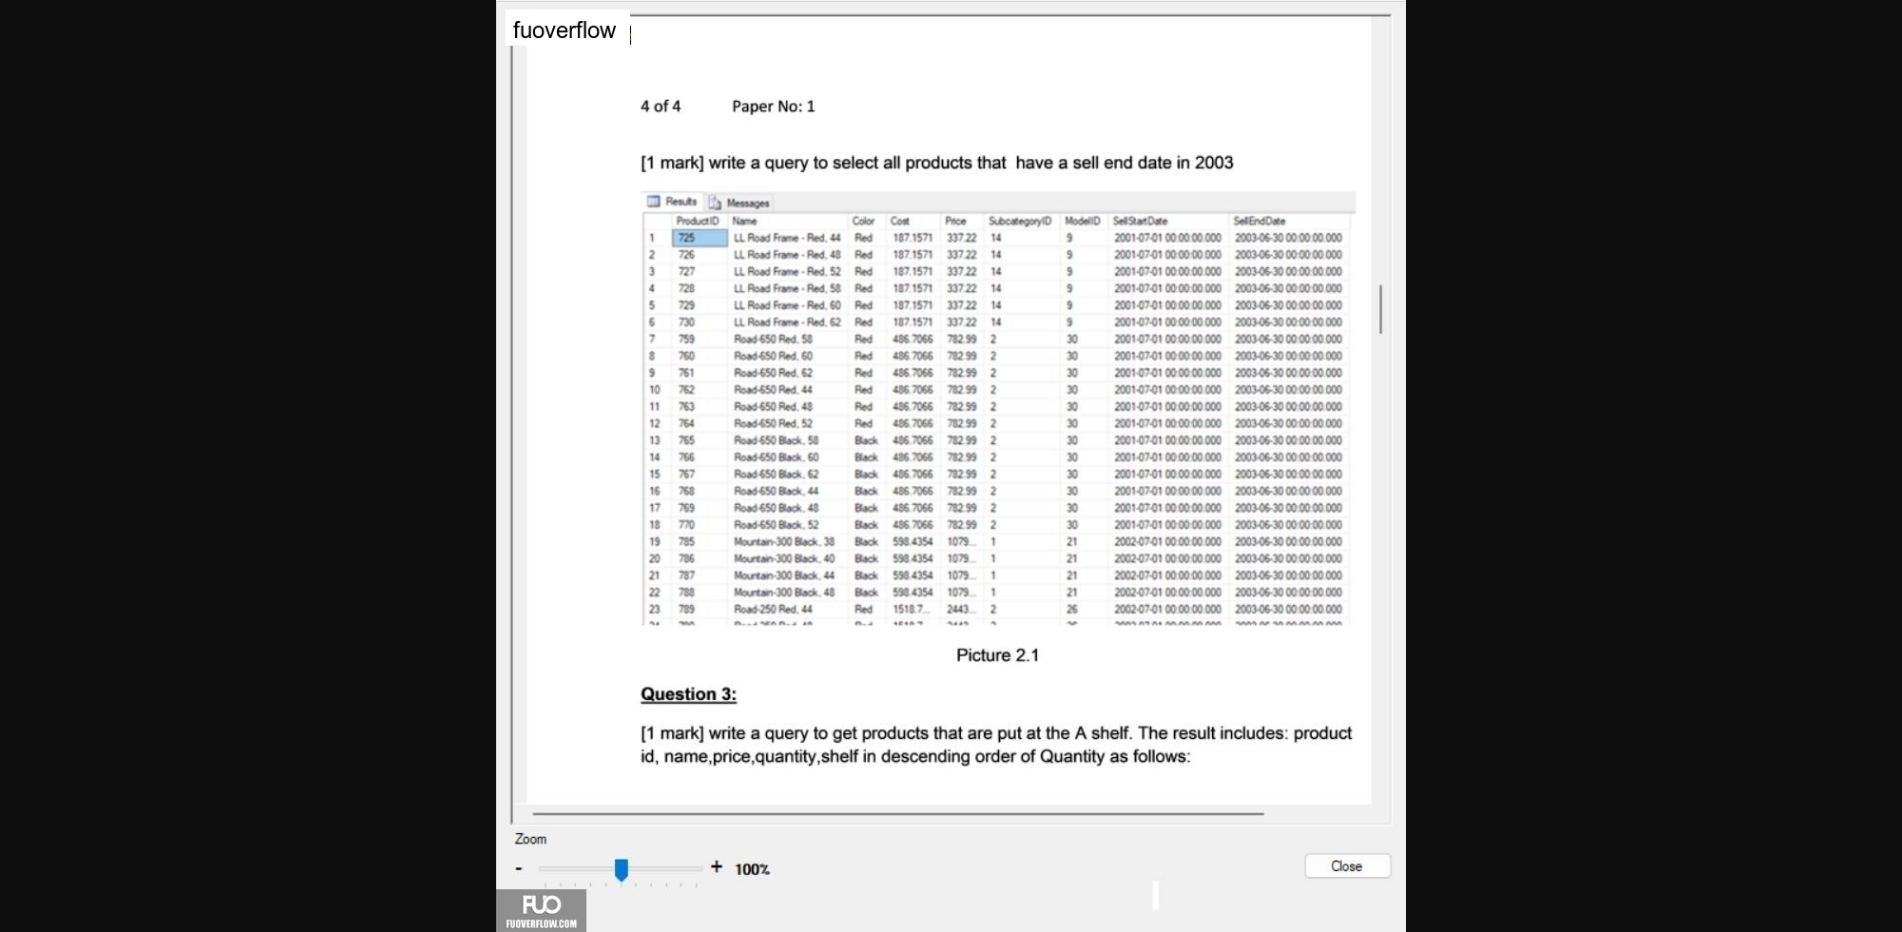 fuoverflow
4 of 4 Paper No: 1
[1 mark] write a query to select all products that have a sell end date in 2003
Results Messages
ProductID Name Color Cost Price SubcategoryID ModelID SellStartDate SellEndDate
1 725 LL Road Frame - Red, 44 Red 187.1571 337.22 14 9 2001-07-01 00:00:00.000 2003-06-30 00:00:00.000
2 726 LL Road Frame - Red, 48 Red 187.1571 337.22 14 9 2001-07-01 00:00:00.000 2003-06-30 00:00:00.000
3 727 LL Road Frame - Red, 52 Red 187.1571 337.22 14 9 2001-07-01 00:00:00.000 2003-06-30 00:00:00.000
4 728 LL Road Frame - Red, 58 Red 187.1571 337.22 14 9 2001-07-01 00:00:00.000 2003-06-30 00:00:00.000
5 729 LL Road Frame - Red, 60 Red 187.1571 337.22 14 9 2001-07-01 00:00:00.000 2003-06-30 00:00:00.000
6 730 LL Road Frame - Red, 62 Red 187.1571 337.22 14 9 2001-07-01 00:00:00.000 2003-06-30 00:00:00.000
7 759 Road-650 Red, 58 Red 486.7066 782.99 2 30 2001-07-01 00:00:00.000 2003-06-30 00:00:00.000
8 760 Road-650 Red, 60 Red 486.7066 782.99 2 30 2001-07-01 00:00:00.000 2003-06-30 00:00:00.000
9 761 Road-650 Red, 62 Red 486.7066 782.99 2 30 2001-07-01 00:00:00.000 2003-06-30 00:00:00.000
10 762 Road-650 Red, 44 Red 486.7066 782.99 2 30 2001-07-01 00:00:00.000 2003-06-30 00:00:00.000
11 763 Road-650 Red, 48 Red 486.7066 782.99 2 30 2001-07-01 00:00:00.000 2003-06-30 00:00:00.000
12 764 Road-650 Red, 52 Red 486.7066 782.99 2 30 2001-07-01 00:00:00.000 2003-06-30 00:00:00.000
13 765 Road-650 Black, 58 Black 486.7066 782.99 2 30 2001-07-01 00:00:00.000 2003-06-30 00:00:00.000
14 766 Road-650 Black, 60 Black 486.7066 782.99 2 30 2001-07-01 00:00:00.000 2003-06-30 00:00:00.000
15 767 Road-650 Black, 62 Black 486.7066 782.99 2 30 2001-07-01 00:00:00.000 2003-06-30 00:00:00.000
16 768 Road-650 Black, 44 Black 486.7066 782.99 2 30 2001-07-01 00:00:00.000 2003-06-30 00:00:00.000
17 769 Road-650 Black, 48 Black 486.7066 782.99 2 30 2001-07-01 00:00:00.000 2003-06-30 00:00:00.000
18 770 Road-650 Black, 52 Black 486.7066 782.99 2 30 2001-07-01 00:00:00.000 2003-06-30 00:00:00.000
19 785 Mountain-300 Black, 38 Black 598.4354 1079... 1 21 2002-07-01 00:00:00.000 2003-06-30 00:00:00.000
20 786 Mountain-300 Black, 40 Black 598.4354 1079... 1 21 2002-07-01 00:00:00.000 2003-06-30 00:00:00.000
21 787 Mountain-300 Black, 44 Black 598.4354 1079... 1 21 2002-07-01 00:00:00.000 2003-06-30 00:00:00.000
22 788 Mountain-300 Black, 48 Black 598.4354 1079... 1 21 2002-07-01 00:00:00.000 2003-06-30 00:00:00.000
23 789 Road-250 Red, 44 Red 1518.7... 2443... 2 26 2002-07-01 00:00:00.000 2003-06-30 00:00:00.000
Picture 2.1
Question 3:
[1 mark] write a query to get products that are put at the A shelf. The result includes: product
id, name,price,quantity,shelf in descending order of Quantity as follows:
Zoom
- + 100%
Close
FUO
FUOVERFLOW.COM